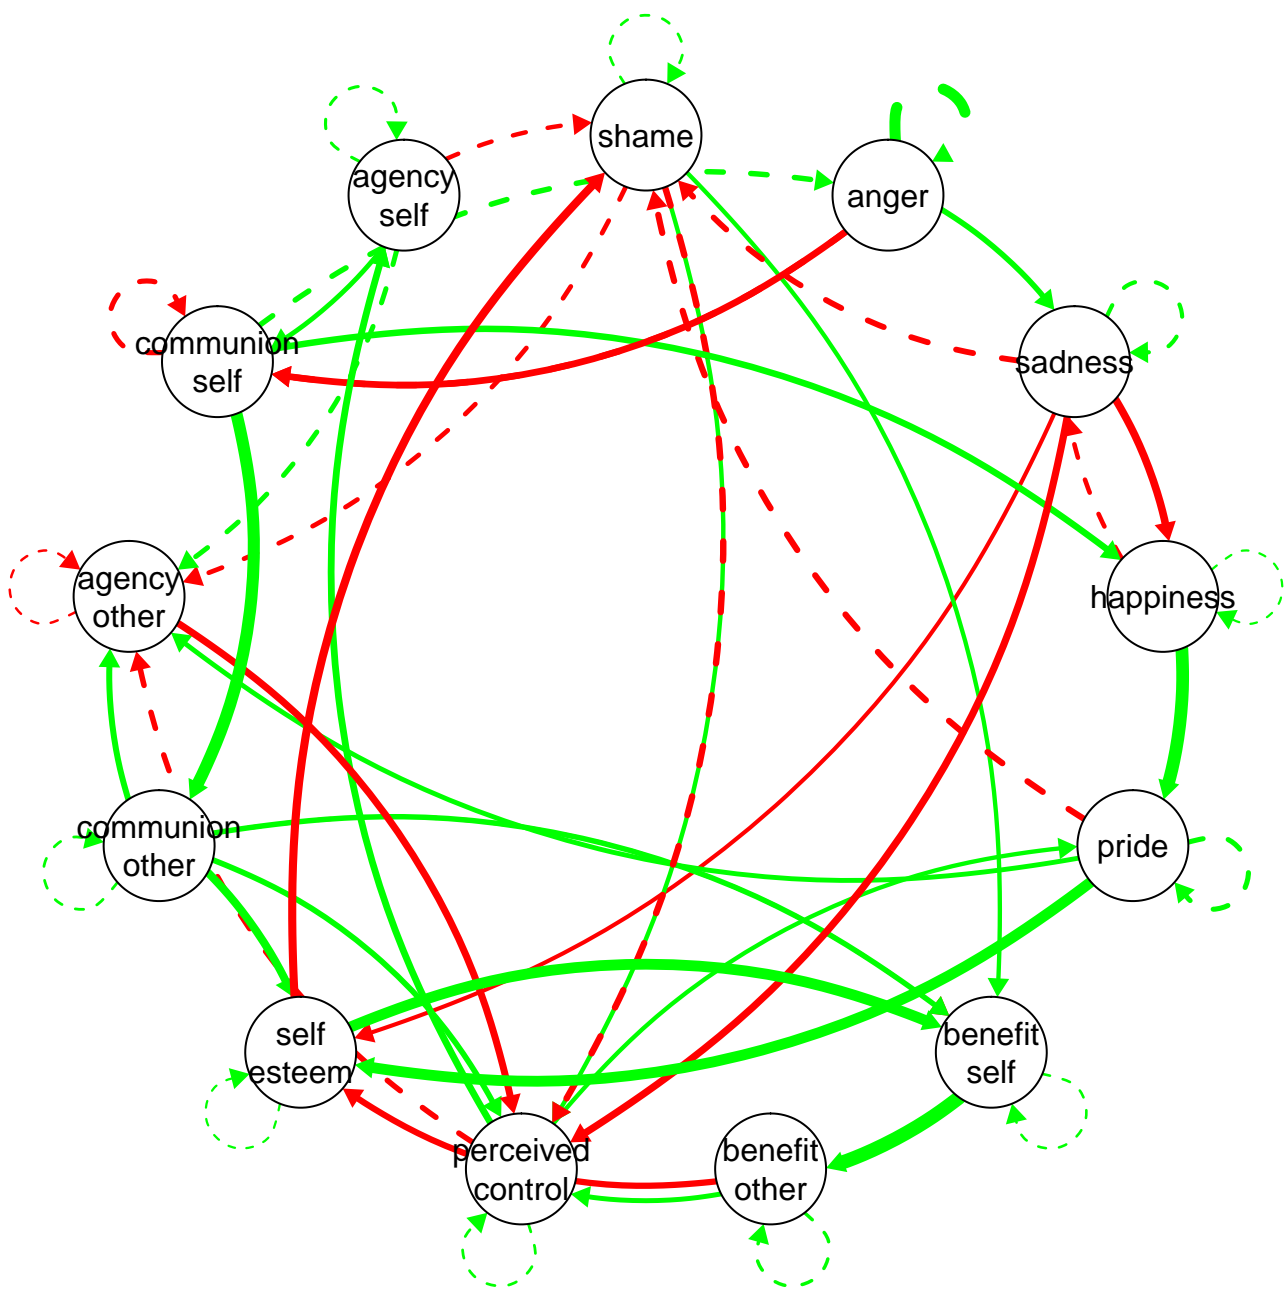 shame
agency
self
anger
communion
self
sadness
agency
other
happiness
communion
other
pride
self
esteem
benefit
self
perceived
control
benefit
other